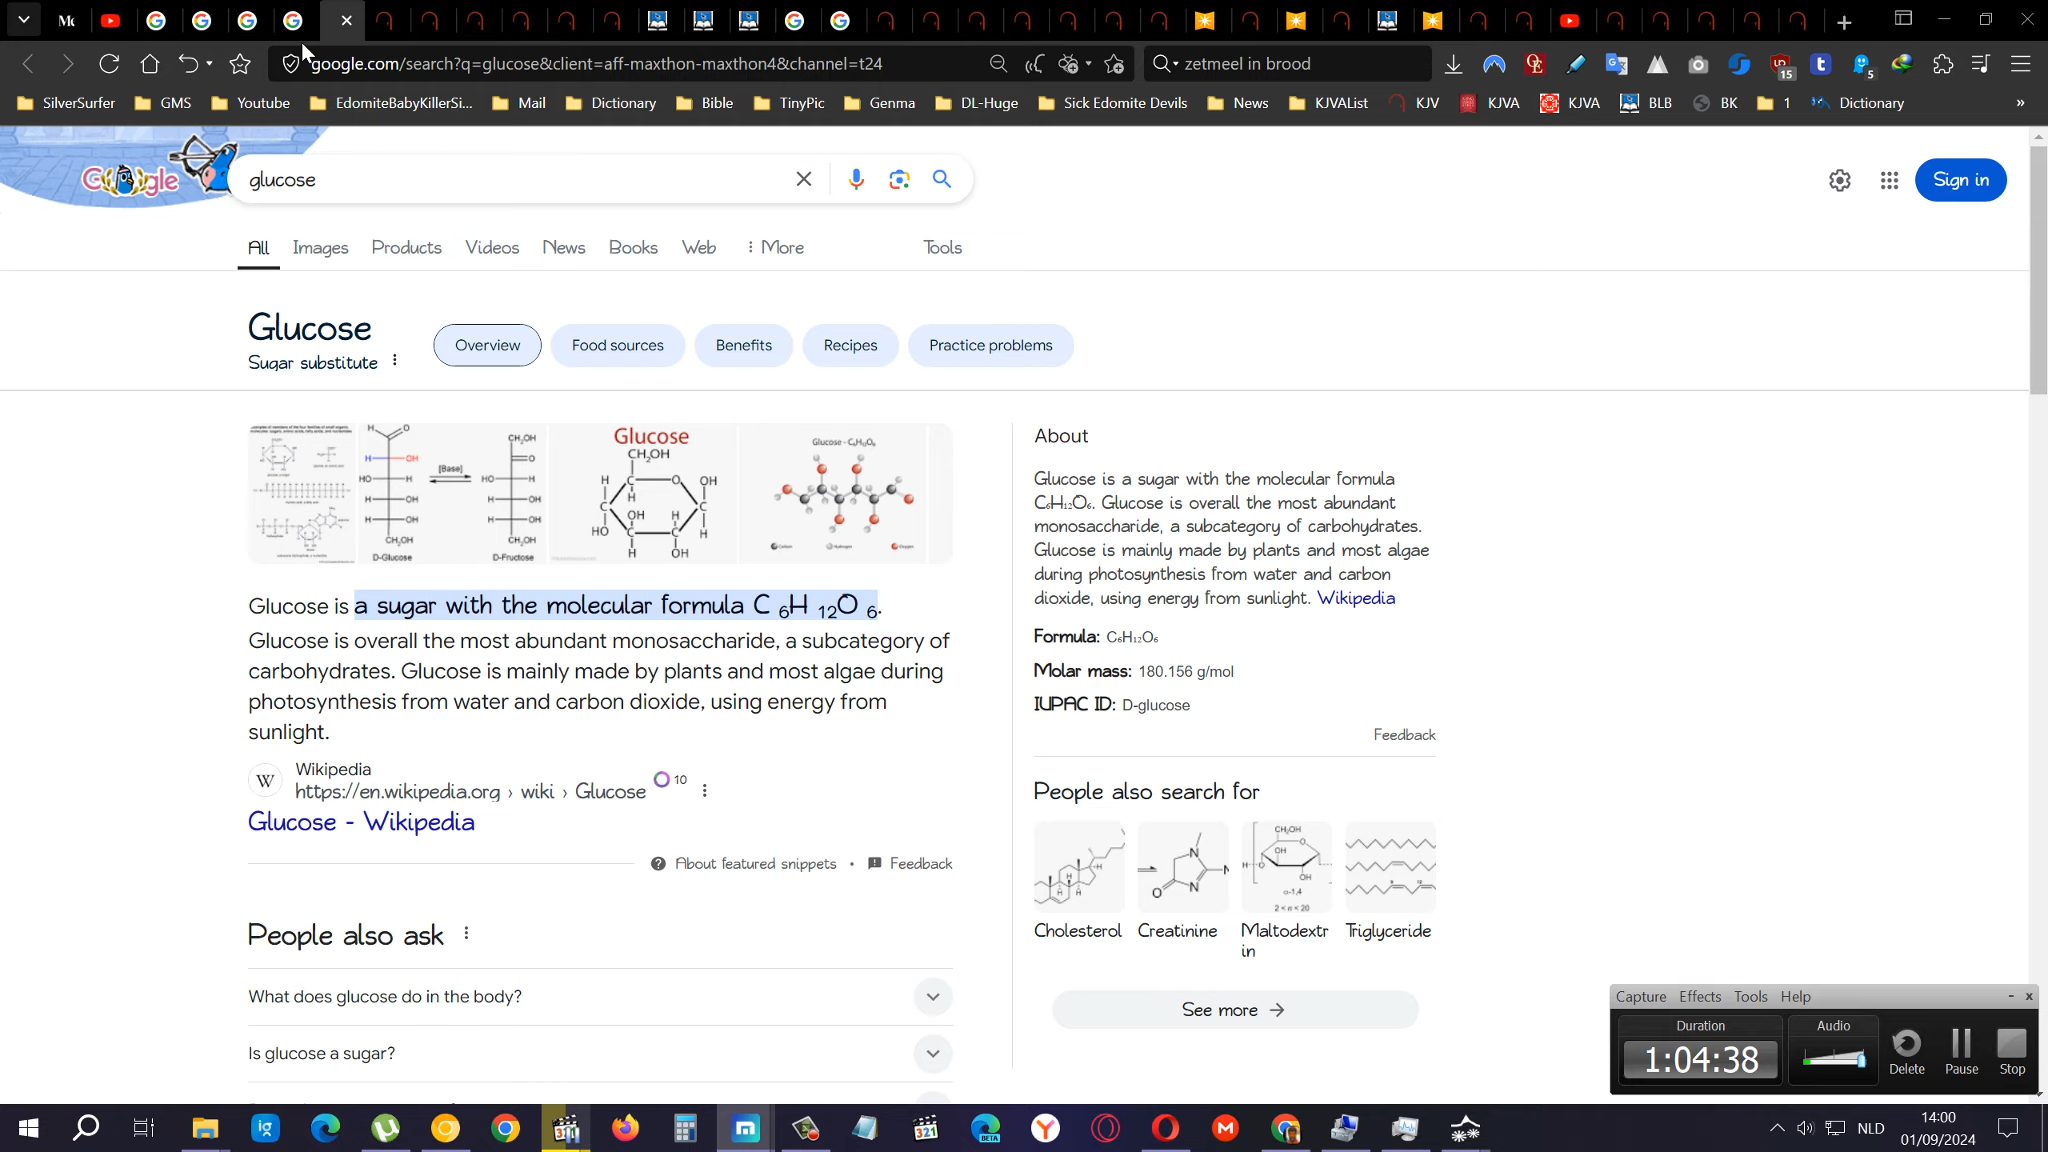 google.com/search?q=glucose&client=aff-maxthon-maxthon4&channel=t24
zetmeel in brood
15
5
SilverSurfer GMS Youtube EdomiteBabyKillerSi... Mail Dictionary Bible TinyPic Genma DL-Huge Sick Edomite Devils News KJVAList KJV KJVA KJVA BLB BK 1 Dictionary »
glucose
Sign in
All Images Products Videos News Books Web More Tools
Glucose
Sugar substitute
Overview Food sources Benefits Recipes Practice problems
Glucose
Glucose - C₆H₁₂O₆
[Base]
D-Glucose
D-Fructose
Glucose is a sugar with the molecular formula C 6H 12O 6.
Glucose is overall the most abundant monosaccharide, a subcategory of
carbohydrates. Glucose is mainly made by plants and most algae during
photosynthesis from water and carbon dioxide, using energy from
sunlight.
W
Wikipedia
https://en.wikipedia.org › wiki › Glucose
10
Glucose - Wikipedia
About featured snippets • Feedback
People also ask
What does glucose do in the body?
Is glucose a sugar?
About
Glucose is a sugar with the molecular formula
C₆H₁₂O₆. Glucose is overall the most abundant
monosaccharide, a subcategory of carbohydrates.
Glucose is mainly made by plants and most algae
during photosynthesis from water and carbon
dioxide, using energy from sunlight. Wikipedia
Formula: C₆H₁₂O₆
Molar mass: 180.156 g/mol
IUPAC ID: D-glucose
Feedback
People also search for
Cholesterol Creatinine Maltodextr
in
Triglyceride
See more →
Capture Effects Tools Help
Duration
1:04:38
Audio
Delete Pause Stop
NLD
14:00
01/09/2024